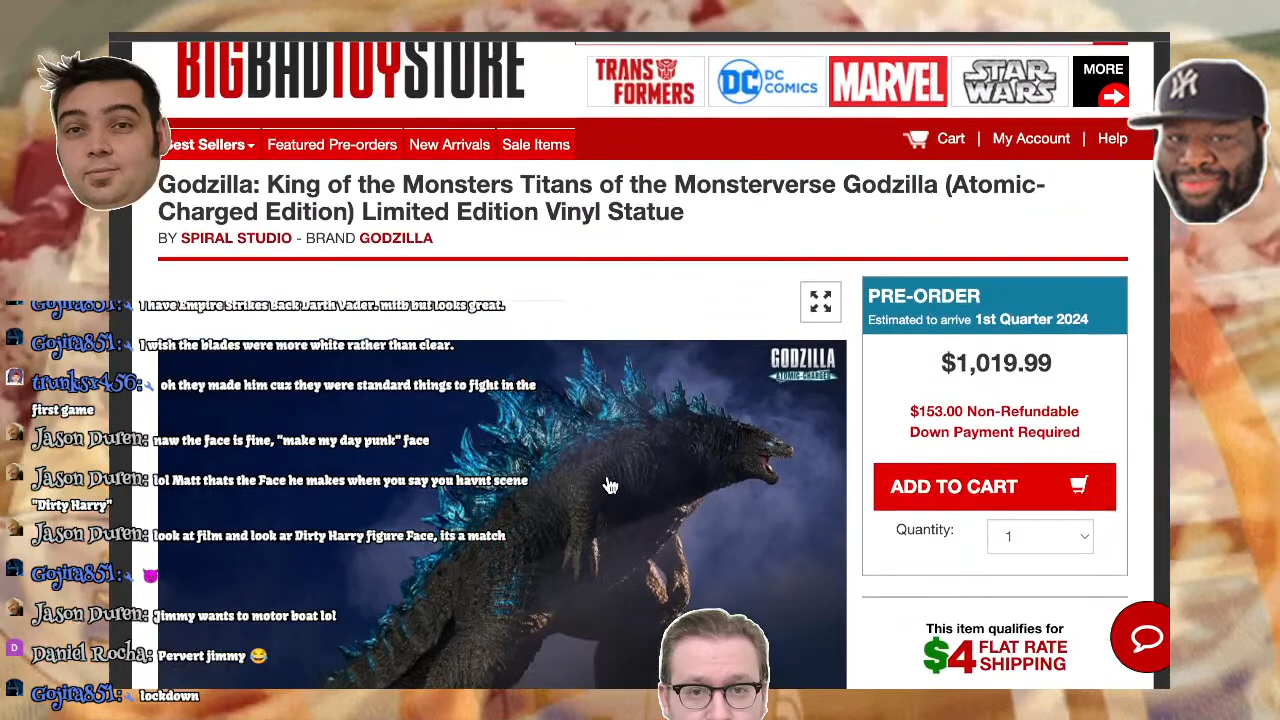 BIGBADTOYSTORE
TRANSFORMERS
DC
DC COMICS
MARVEL
STAR WARS
MORE
Best Sellers
Featured Pre-orders
New Arrivals
Sale Items
Cart | My Account | Help
Godzilla: King of the Monsters Titans of the Monsterverse Godzilla (Atomic-
Charged Edition) Limited Edition Vinyl Statue
BY SPIRAL STUDIO - BRAND GODZILLA
Gojira851: I have Empire Strikes Back Darth Vader. mitb but looks great.
Gojira851: I wish the blades were more white rather than clear.
trunksx456: oh they made him cuz they were standard things to fight in the
first game
Jason Duren: naw the face is fine, "make my day punk" face
Jason Duren: lol Matt thats the Face he makes when you say you havnt scene
"Dirty Harry"
Jason Duren: look at film and look ar Dirty Harry figure Face, its a match
Gojira851: 😈
Jason Duren: Jimmy wants to motor boat lol
D
Daniel Rocha: Pervert jimmy 😂
Gojira851: lockdown
GODZILLA
ATOMIC-CHARGED
PRE-ORDER
Estimated to arrive 1st Quarter 2024
$1,019.99
$153.00 Non-Refundable
Down Payment Required
ADD TO CART
Quantity:
1
This item qualifies for
$4 FLAT RATE
SHIPPING